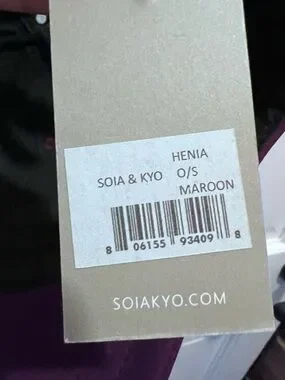 HENIA
SOIA & KYO O/S
MAROON
8 06155 93409 8
SOIAKYO.COM